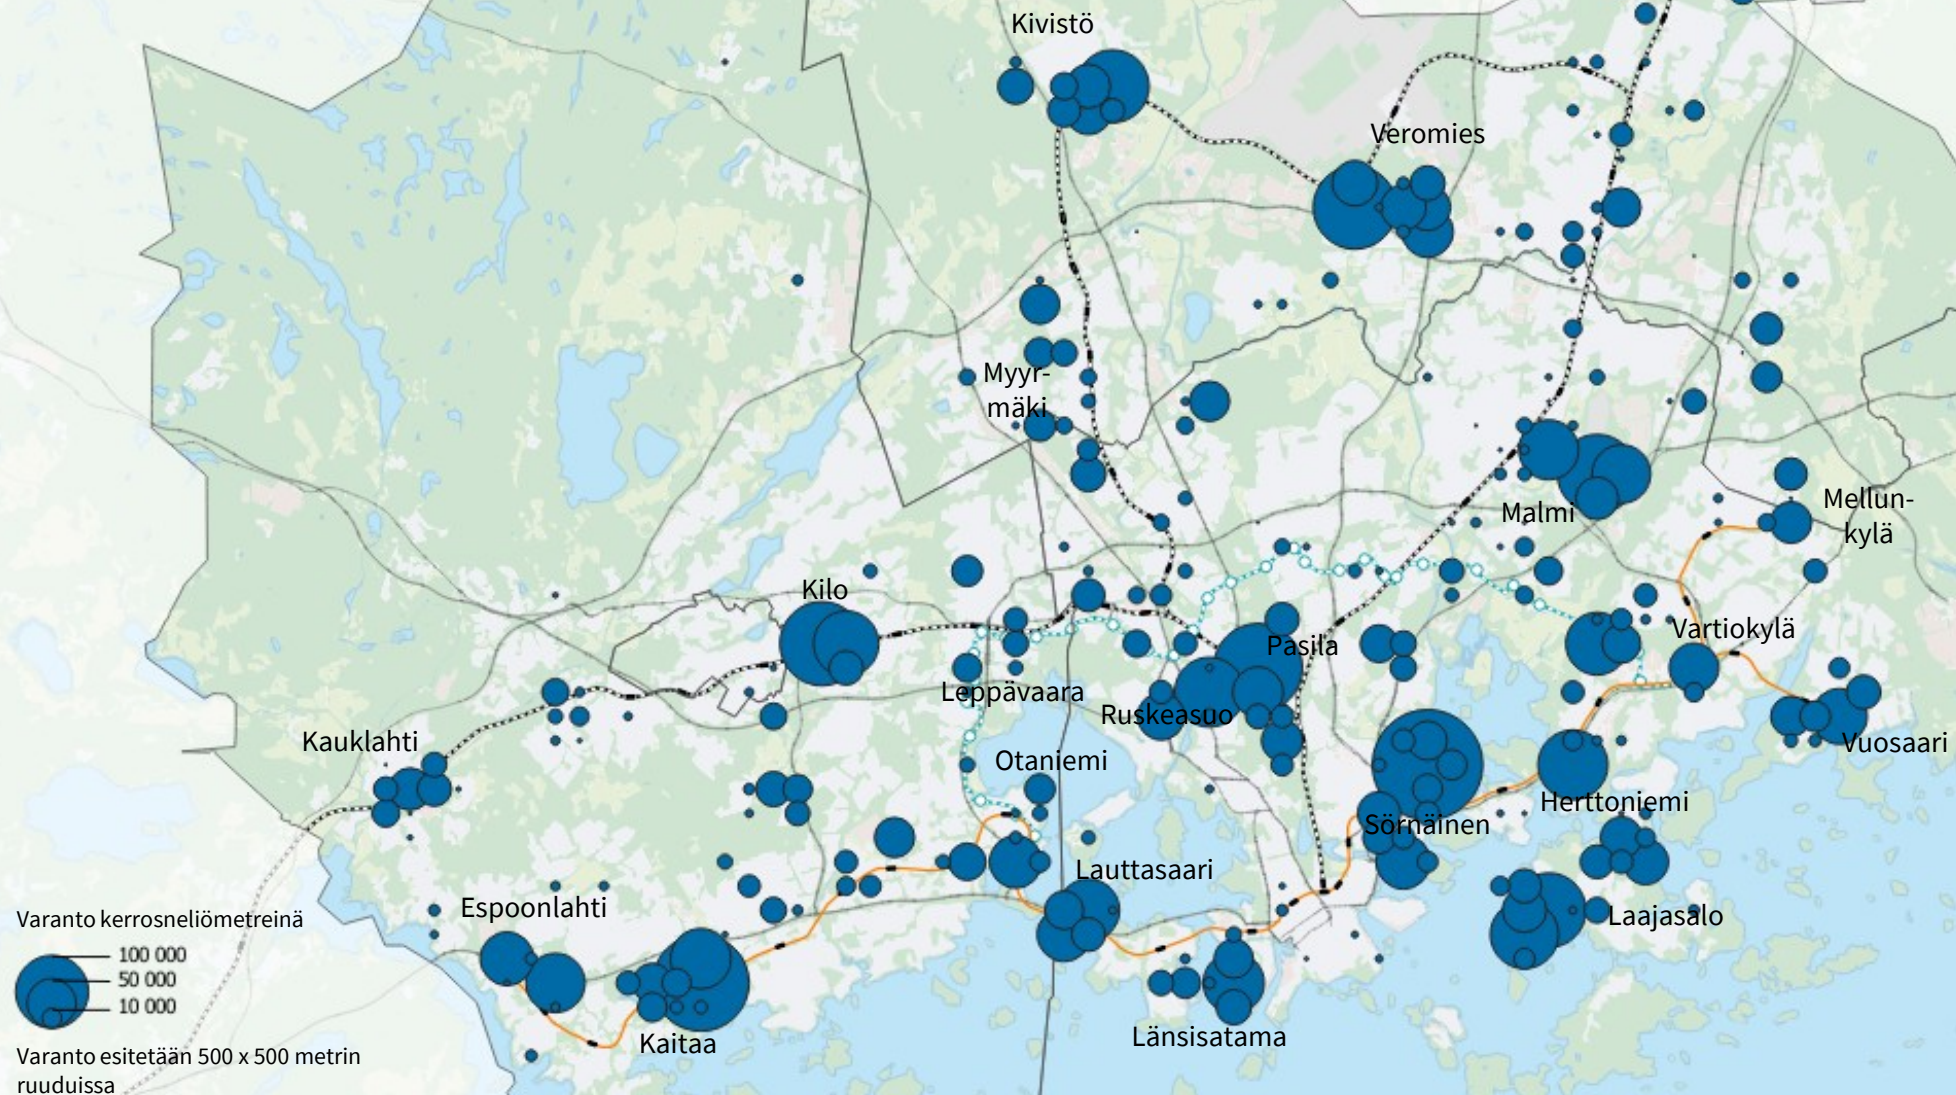 Kivistö
Veromies
Myyr-
mäki
Malmi
Mellun-
kylä
Kilo
Vartiokylä
Pasila
Leppävaara
Ruskeasuo
Kauklahti
Vuosaari
Otaniemi
Herttoniemi
Sörnäinen
Lauttasaari
Espoonlahti
Laajasalo
Länsisatama
Kaitaa
Varanto kerrosneliömetreinä
100 000
50 000
10 000
Varanto esitetään 500 x 500 metrin
ruuduissa